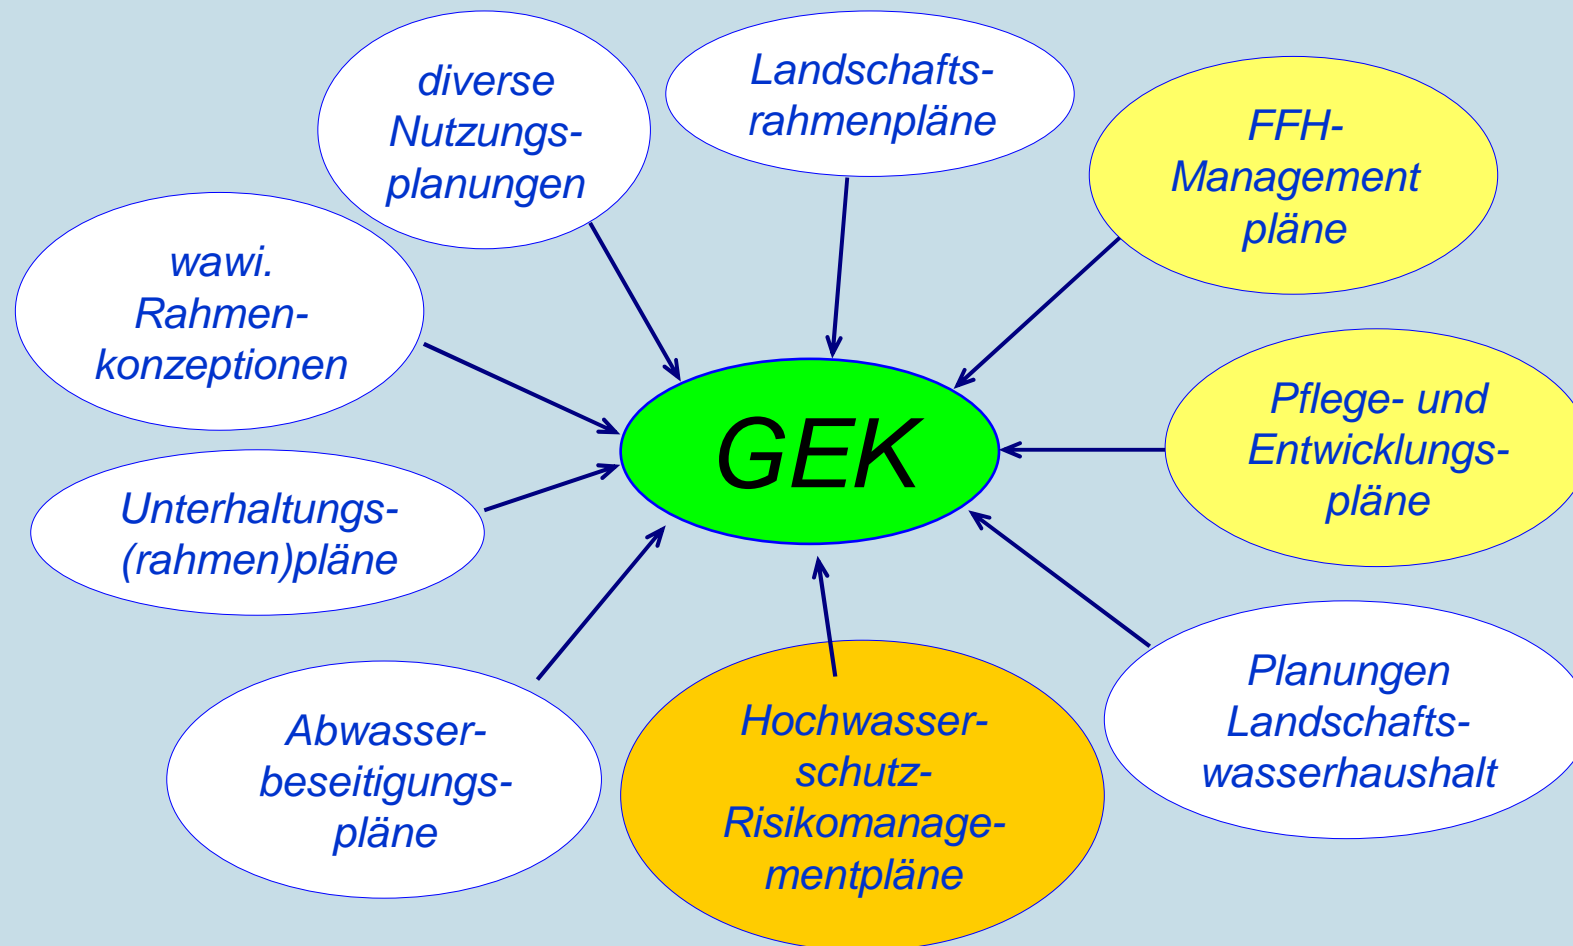 diverse
Nutzungs-
planungen
Landschafts-
rahmenpläne
FFH-
Management
pläne
wawi.
Rahmen-
konzeptionen
GEK
Pflege- und
Entwicklungs-
pläne
Unterhaltungs-
(rahmen)pläne
Abwasser-
beseitigungs-
pläne
Hochwasser-
schutz-
Risikomanage-
mentpläne
Planungen
Landschafts-
wasserhaushalt